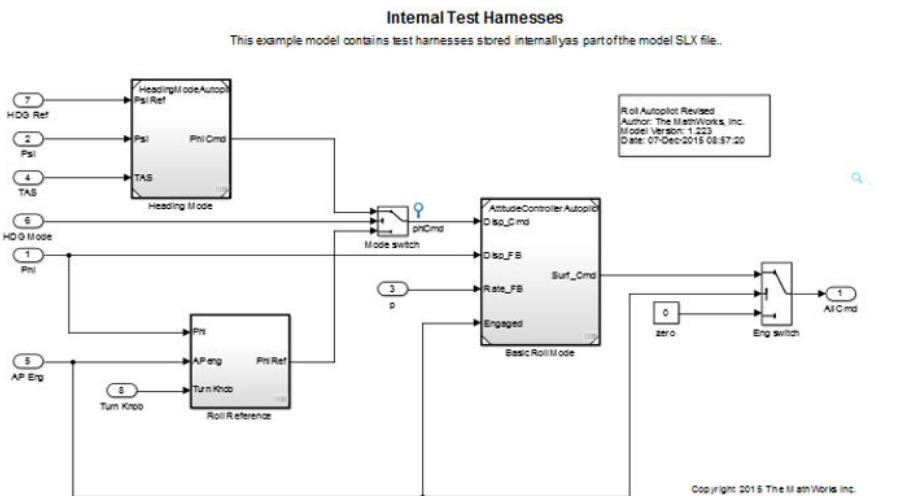 Internal Test Harnesses
This example model contains test harnesses stored internallyas part of the model SLX file..
7
HDG Ref
2
Psi
4
TAS
HeadingModeAutopil
Psi Ref
Psi
Phi Cmd
TAS
Heading Mode
Roll Autopilot Revised
Author: The MathWorks, Inc.
Model Version: 1.223
Date: 07-Dec-2015 08:57:20
6
HDG Mode
1
Phi
phiCmd
Mode switch
AttitudeController Autopilot
Disp_Cmd
Disp_FB
Surf_Cmd
Rate_FB
Engaged
Basic Roll Mode
3
p
0
zero
Eng switch
1
Ail Cmd
5
AP Eng
8
Turn Knob
Phi
AP eng
Phi Ref
Turn Knob
Roll Reference
Copyright 2015 The MathWorks Inc.